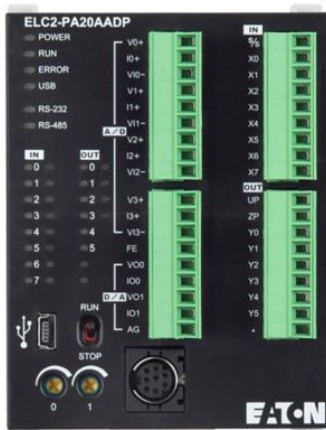 ELC2-PA20AADP
POWER
RUN
ERROR
USB
RS-232
RS-485
IN OUT
0 0
1 1
2 2
3 3
4 4
5 5
6
7
A/D
V0+
I0+
VI0-
V1+
I1+
VI1-
V2+
I2+
VI2-
V3+
I3+
VI3-
FE
D/A
VO0
IO0
VO1
IO1
AG
IN
S/S
X0
X1
X2
X3
X4
X5
X6
X7
OUT
UP
ZP
Y0
Y1
Y2
Y3
Y4
Y5
•
RUN
STOP
0 1
EATON